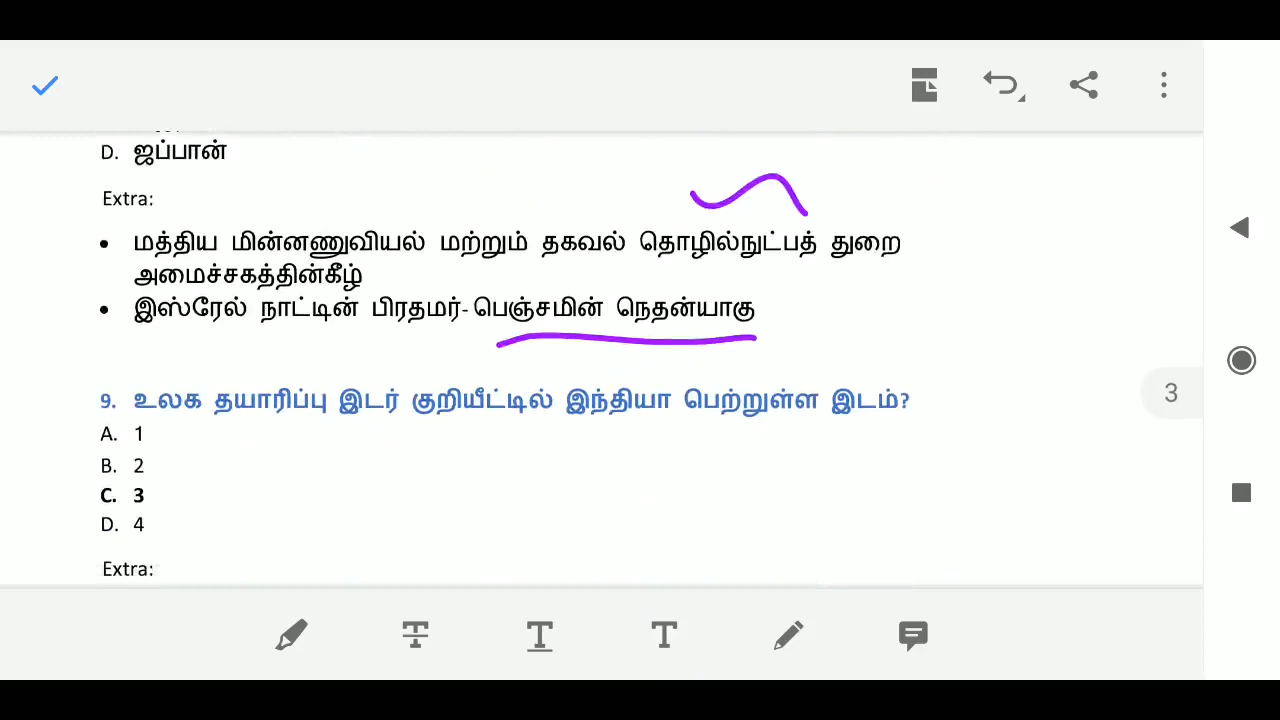 D. ஜப்பான்
Extra:
• மத்திய மின்னணுவியல் மற்றும் தகவல் தொழில்நுட்பத் துறை
அமைச்சகத்தின்கீழ்
• இஸ்ரேல் நாட்டின் பிரதமர்-பெஞ்சமின் நெதன்யாகு
9. உலக தயாரிப்பு இடர் குறியீட்டில் இந்தியா பெற்றுள்ள இடம்?
A. 1
B. 2
C. 3
D. 4
Extra:
3